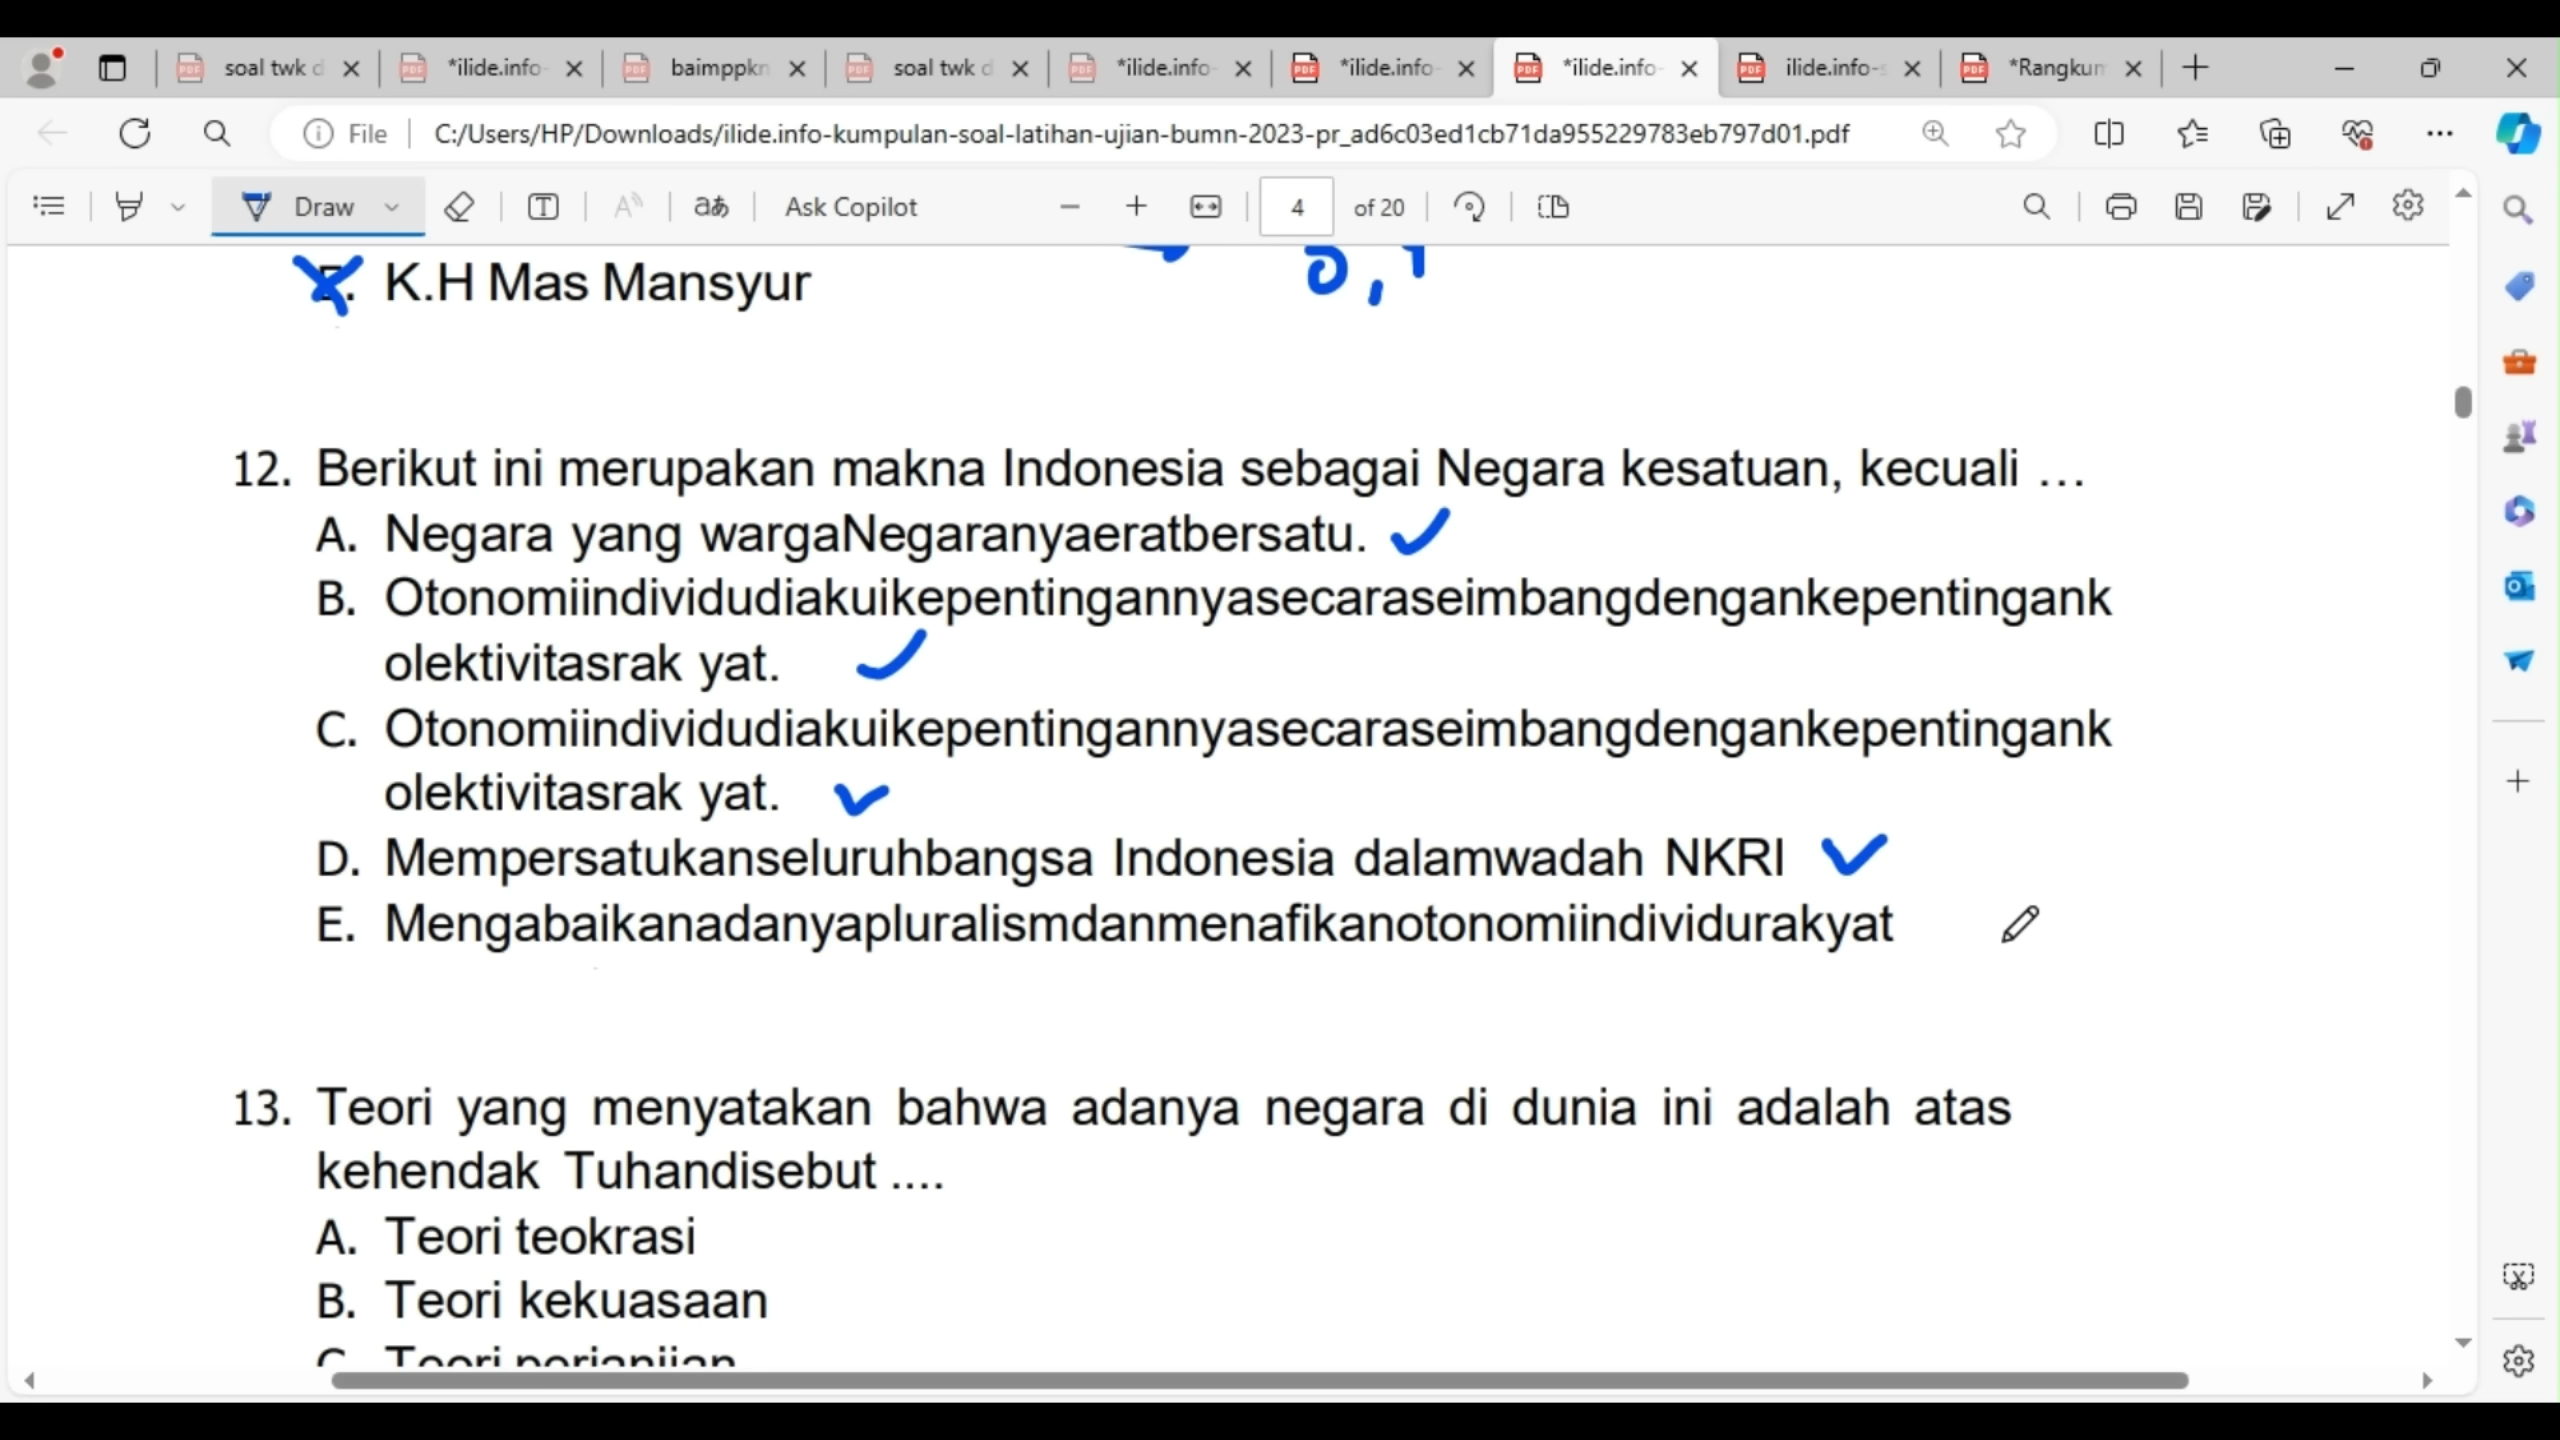 soal twk d
*ilide.info-
baimppkn
soal twk d
*ilide.info-
*ilide.info-
*ilide.info-
ilide.info-s
*Rangkum
File
C:/Users/HP/Downloads/ilide.info-kumpulan-soal-latihan-ujian-bumn-2023-pr_ad6c03ed1cb71da955229783eb797d01.pdf
Draw
Ask Copilot
4 of 20
K.H Mas Mansyur
12. Berikut ini merupakan makna Indonesia sebagai Negara kesatuan, kecuali …
A. Negara yang wargaNegaranyaeratbersatu.
B. Otonomiindividudiakuikepentingannyasecaraseimbangdengankepentingank
olektivitasrak yat.
C. Otonomiindividudiakuikepentingannyasecaraseimbangdengankepentingank
olektivitasrak yat.
D. Mempersatukanseluruhbangsa Indonesia dalamwadah NKRI
E. Mengabaikanadanyapluralismdanmenafikanotonomiindividurakyat
13. Teori yang menyatakan bahwa adanya negara di dunia ini adalah atas
kehendak Tuhandisebut ....
A. Teori teokrasi
B. Teori kekuasaan
C. Teori perjanjian